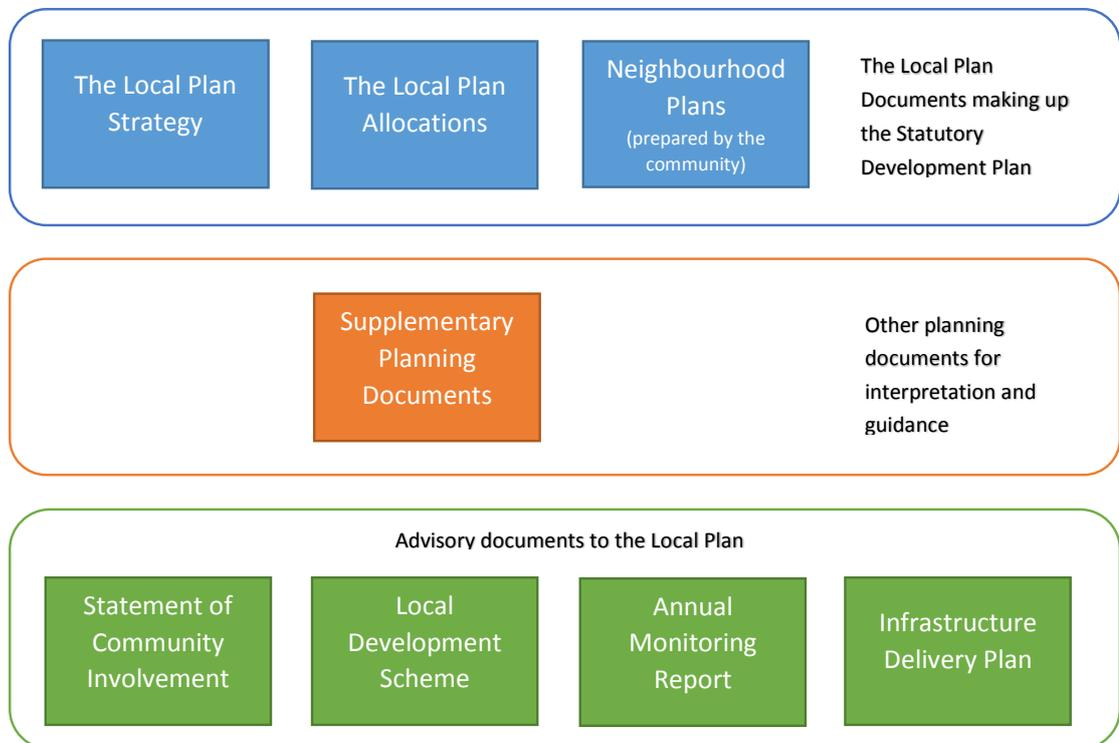 The Local Plan
Strategy
The Local Plan
Allocations
Neighbourhood
Plans
(prepared by the
community)
The Local Plan
Documents making up
the Statutory
Development Plan
Supplementary
Planning
Documents
Other planning
documents for
interpretation and
guidance
Advisory documents to the Local Plan
Statement of
Community
Involvement
Local
Development
Scheme
Annual
Monitoring
Report
Infrastructure
Delivery Plan